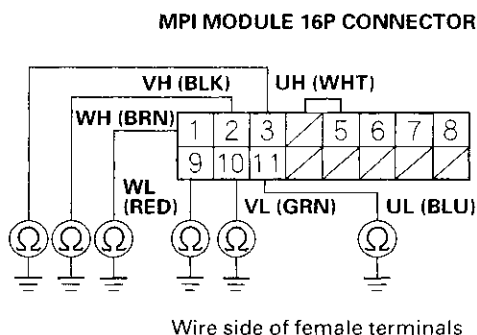 MPI MODULE 16P CONNECTOR
VH (BLK) UH (WHT)
WH (BRN)
1 2 3 5 6 7 8
9 10 11
WL
(RED) VL (GRN) UL (BLU)
Ω Ω Ω Ω Ω Ω
Wire side of female terminals